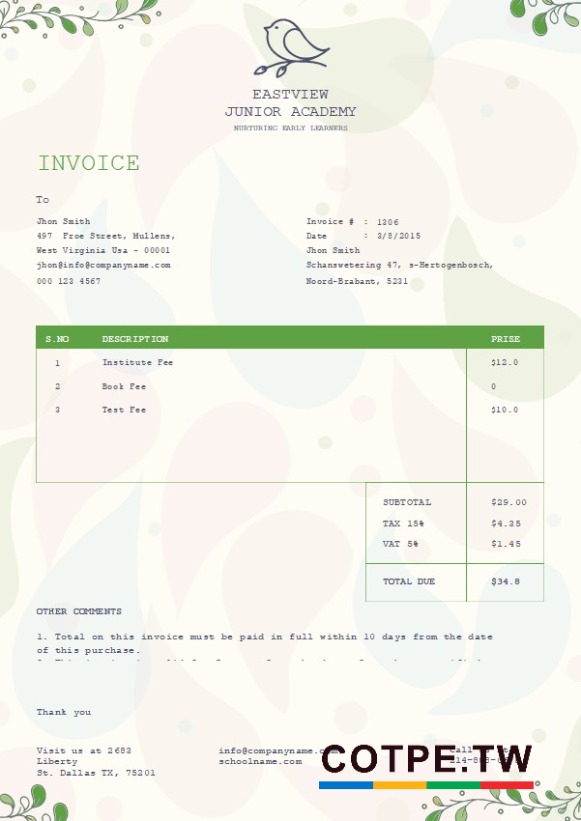 EASTVIEW
JUNIOR ACADEMY
NURTURING EARLY LEARNERS
INVOICE
To
Jhon Smith
497 Froe Street, Mullens,
West Virginia Usa - 00001
jhon@info@companyname.com
000 123 4567
Invoice # : 1206
Date : 3/8/2015
Jhon Smith
Schanswetering 47, s-Hertogenbosch,
Noord-Brabant, 5231
S.NO DESCRIPTION PRISE
1 Institute Fee $12.0
2 Book Fee 0
3 Test Fee $10.0
SUBTOTAL $29.00
TAX 15% $4.35
VAT 5% $1.45
TOTAL DUE $34.8
OTHER COMMENTS
1. Total on this invoice must be paid in full within 10 days from the date
of this purchase.
Thank you
Visit us at 2683
Liberty
St. Dallas TX, 75201
info@companyname.com
schoolname.com
Call
COTPE.TW